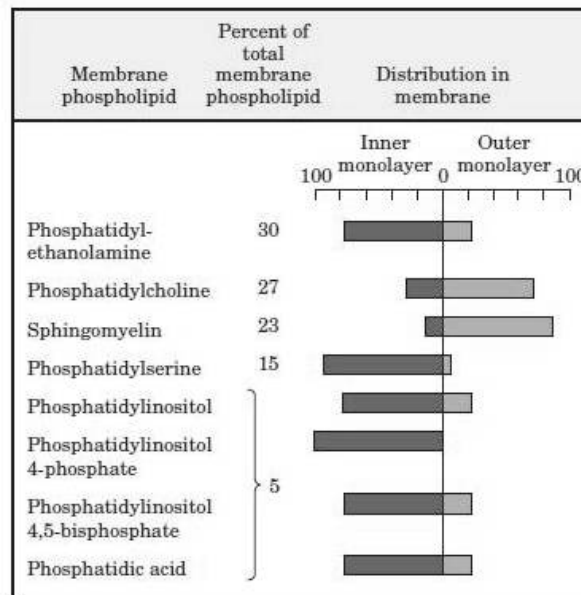 Membrane
phospholipid
Percent of
total
membrane
phospholipid
Distribution in
membrane
Inner
monolayer
Outer
monolayer
100 0 100
Phosphatidyl-
ethanolamine
30
Phosphatidylcholine 27
Sphingomyelin 23
Phosphatidylserine 15
Phosphatidylinositol
Phosphatidylinositol
4-phosphate
5
Phosphatidylinositol
4,5-bisphosphate
Phosphatidic acid